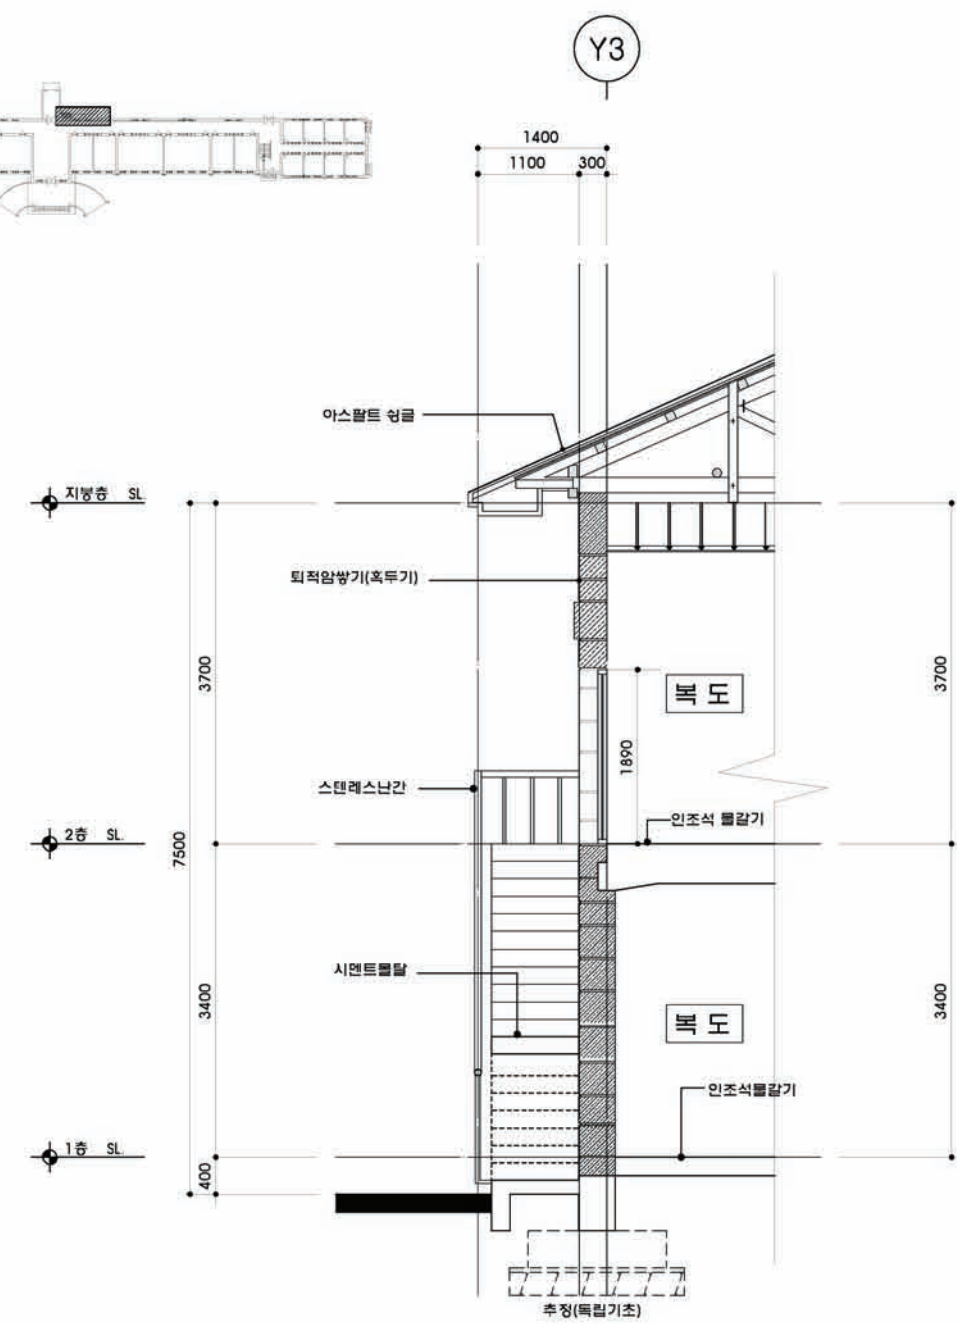 Y3
1400
1100 300
아스팔트 슁글
지붕층 SL.
퇴적암쌓기(혹두기)
3700
3700
복 도
1890
스텐레스난간
인조석 물갈기
2층 SL.
7500
시멘트몰탈
3400
3400
복 도
인조석물갈기
1층 SL.
400
추정(독립기초)